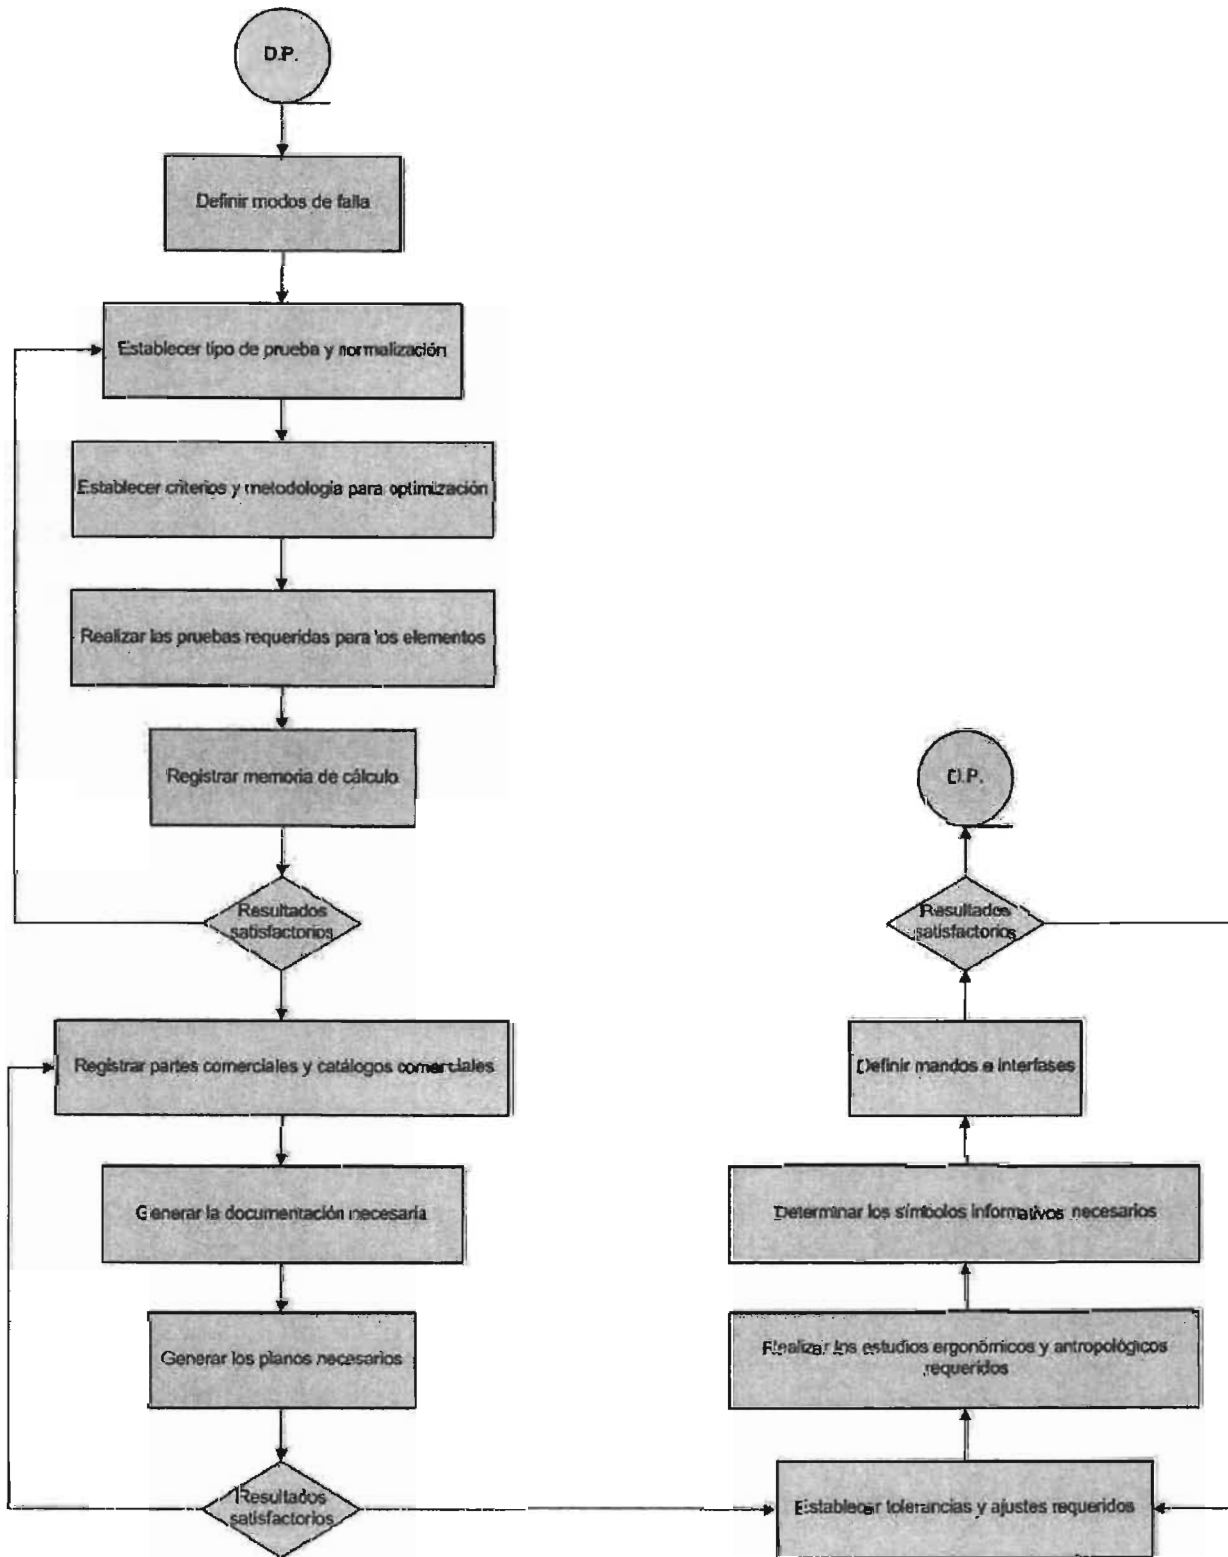 D.P.
Definir modos de falla
Establecer tipo de prueba y normalización
Establecer criterios y metodología para optimización
Realizar las pruebas requeridas para los elementos
Registrar memoria de cálculo
Resultados
satisfactorios
Registrar partes comerciales y catálogos comerciales
Generar la documentación necesaria
Generar los planos necesarios
Resultados
satisfactorios
Establecer tolerancias y ajustes requeridos
Realizar los estudios ergonómicos y antropológicos
requeridos
Determinar los símbolos informativos necesarios
Definir mandos e interfases
Resultados
satisfactorios
D.P.